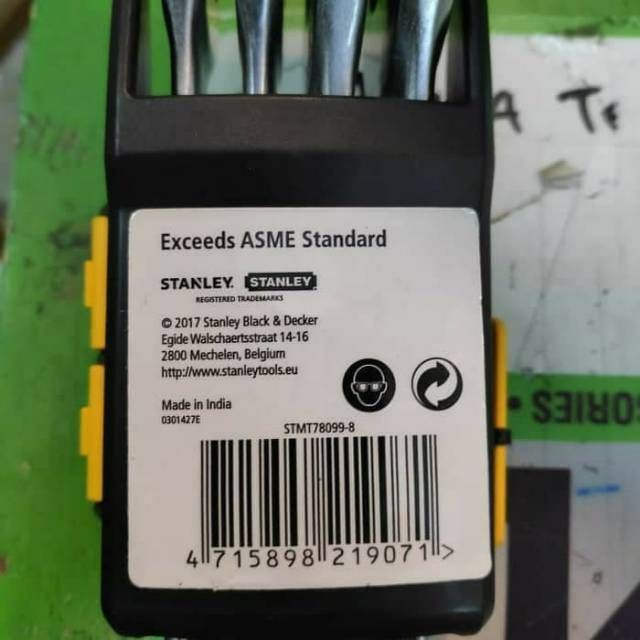 A Te
Exceeds ASME Standard
STANLEY. STANLEY
REGISTERED TRADEMARKS
© 2017 Stanley Black & Decker
Egide Walschaertsstraat 14-16
2800 Mechelen, Belgium
http://www.stanleytools.eu
Made in India
0301427E
STMT78099-8
4 715898 219071 >